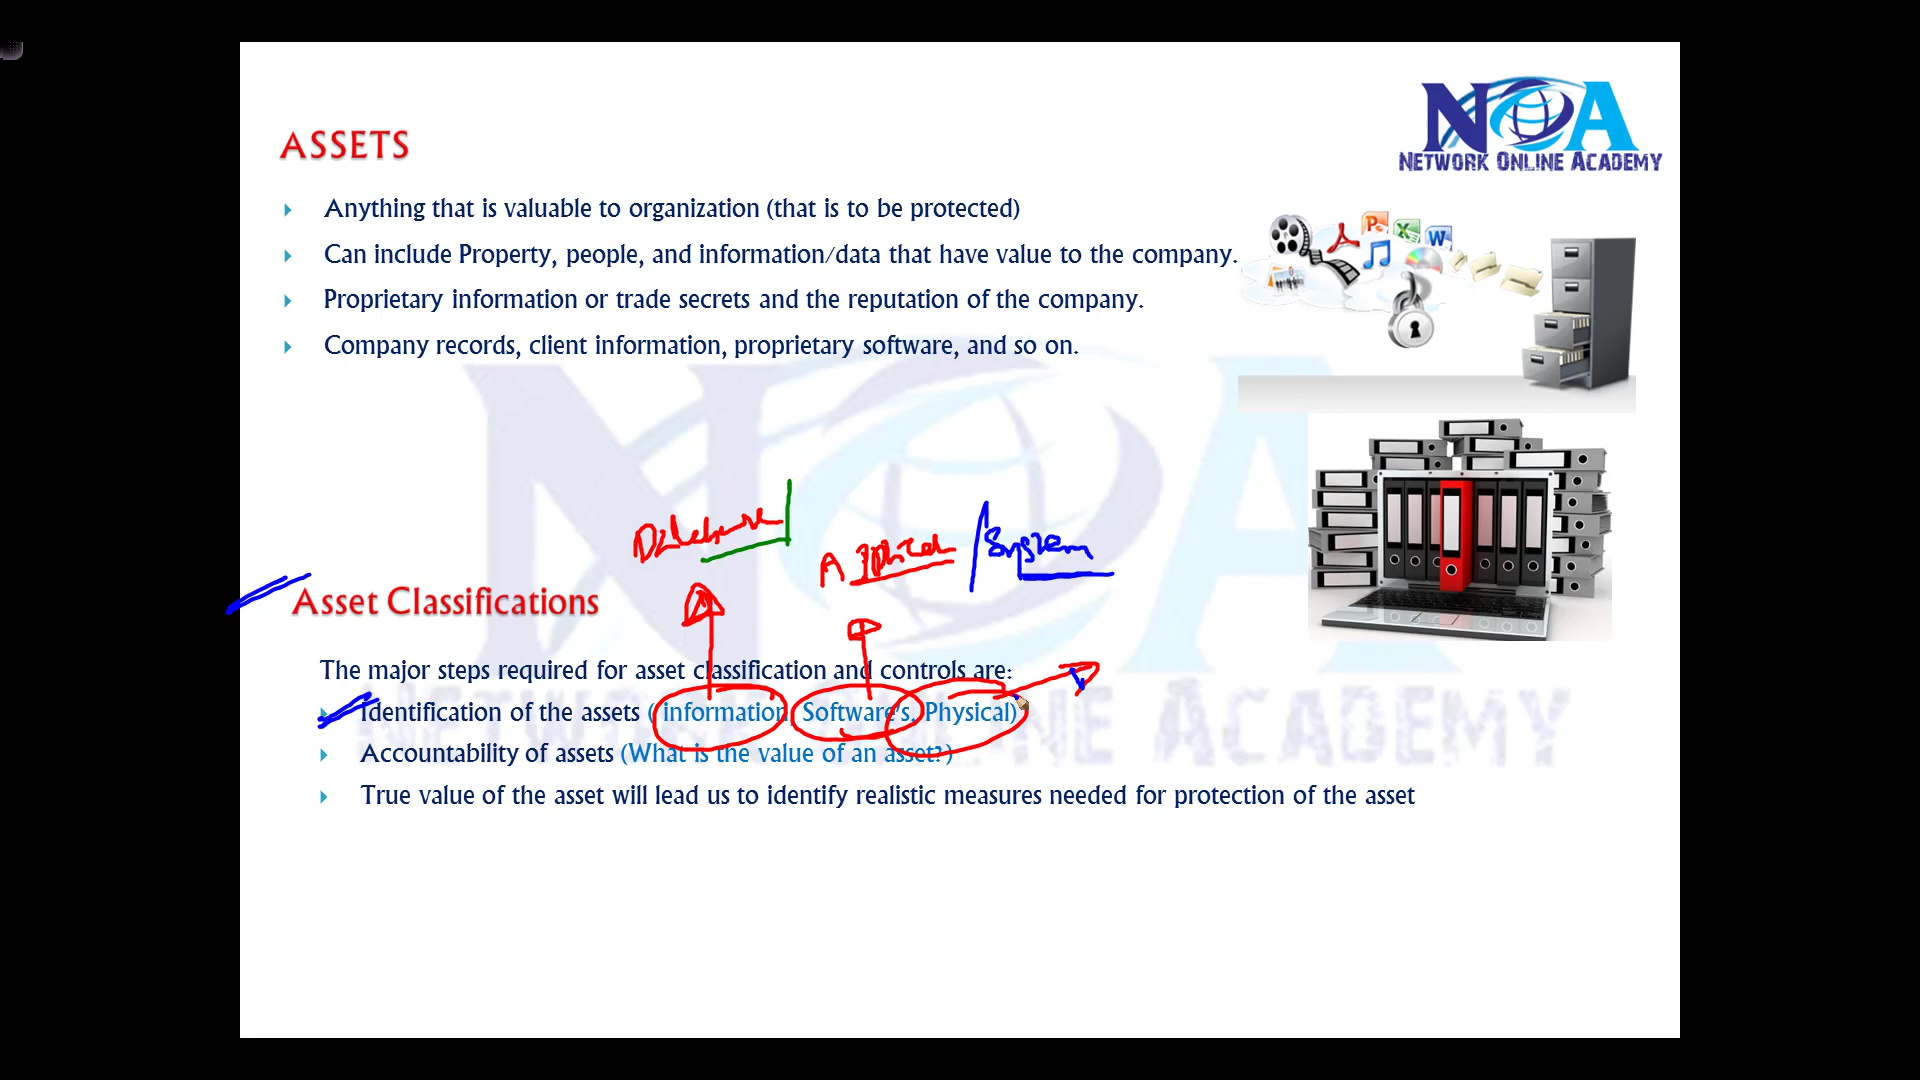 NOA
NETWORK ONLINE ACADEMY
ASSETS
Anything that is valuable to organization (that is to be protected)
Can include Property, people, and information/data that have value to the company.
Proprietary information or trade secrets and the reputation of the company.
Company records, client information, proprietary software, and so on.
Database
System
Asset Classifications
The major steps required for asset classification and controls are:
Identification of the assets ( information, Software's, Physical)
Accountability of assets (What is the value of an asset?)
True value of the asset will lead us to identify realistic measures needed for protection of the asset
NOA
NETWORK ONLINE ACADEMY